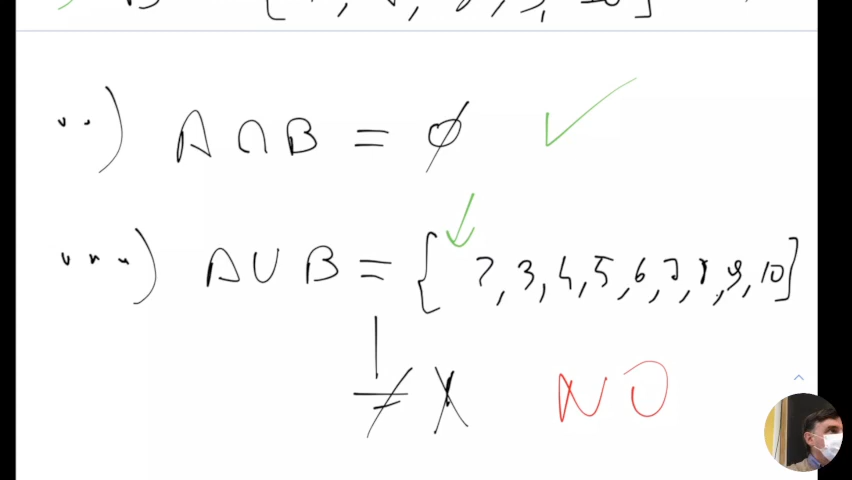 ii) A ∩ B = ∅ ✓
iii) A ∪ B = { 2, 3, 4, 5, 6, 7, 8, 9, 10 }
≠ X NO